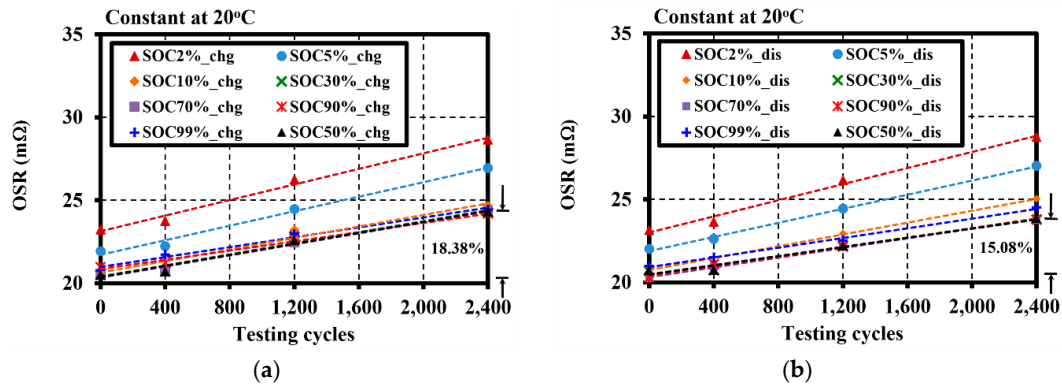 Constant at 20°C
35
30
25
20
OSR (mΩ)
SOC2%_chg
SOC5%_chg
SOC10%_chg
SOC30%_chg
SOC70%_chg
SOC90%_chg
SOC99%_chg
SOC50%_chg
18.38%
0 400 800 1,200 1,600 2,000 2,400
Testing cycles
(a)
Constant at 20°C
35
30
25
20
OSR (mΩ)
SOC2%_dis
SOC5%_dis
SOC10%_dis
SOC30%_dis
SOC70%_dis
SOC90%_dis
SOC99%_dis
SOC50%_dis
15.08%
0 400 800 1,200 1,600 2,000 2,400
Testing cycles
(b)